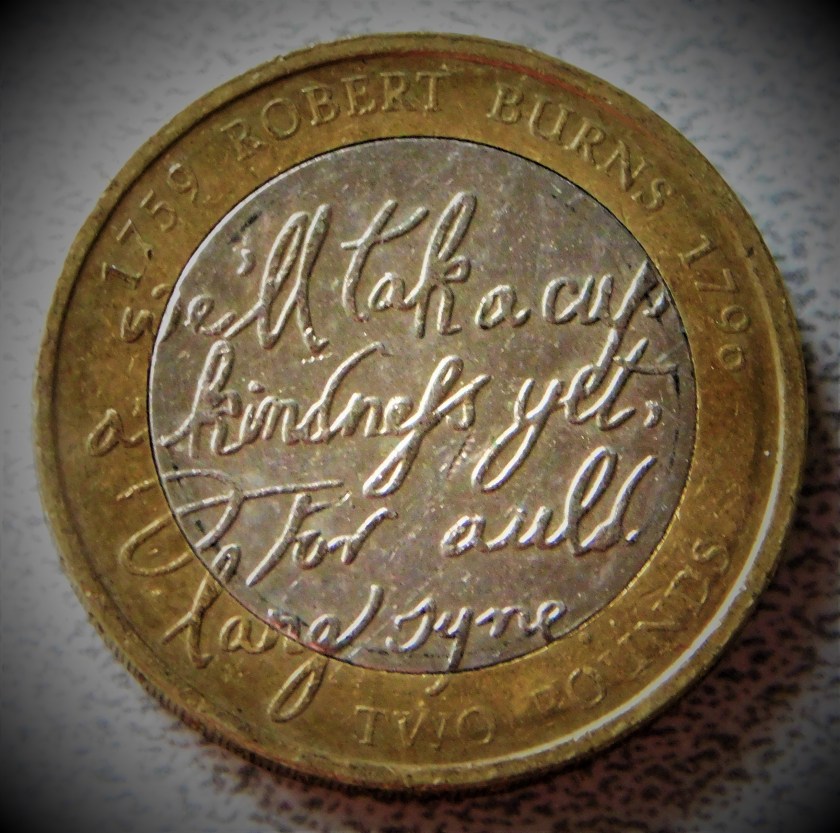 1759 ROBERT BURNS 1796
we'll tak a cup
a kindness yet,
For auld
lang syne
TWO POUNDS